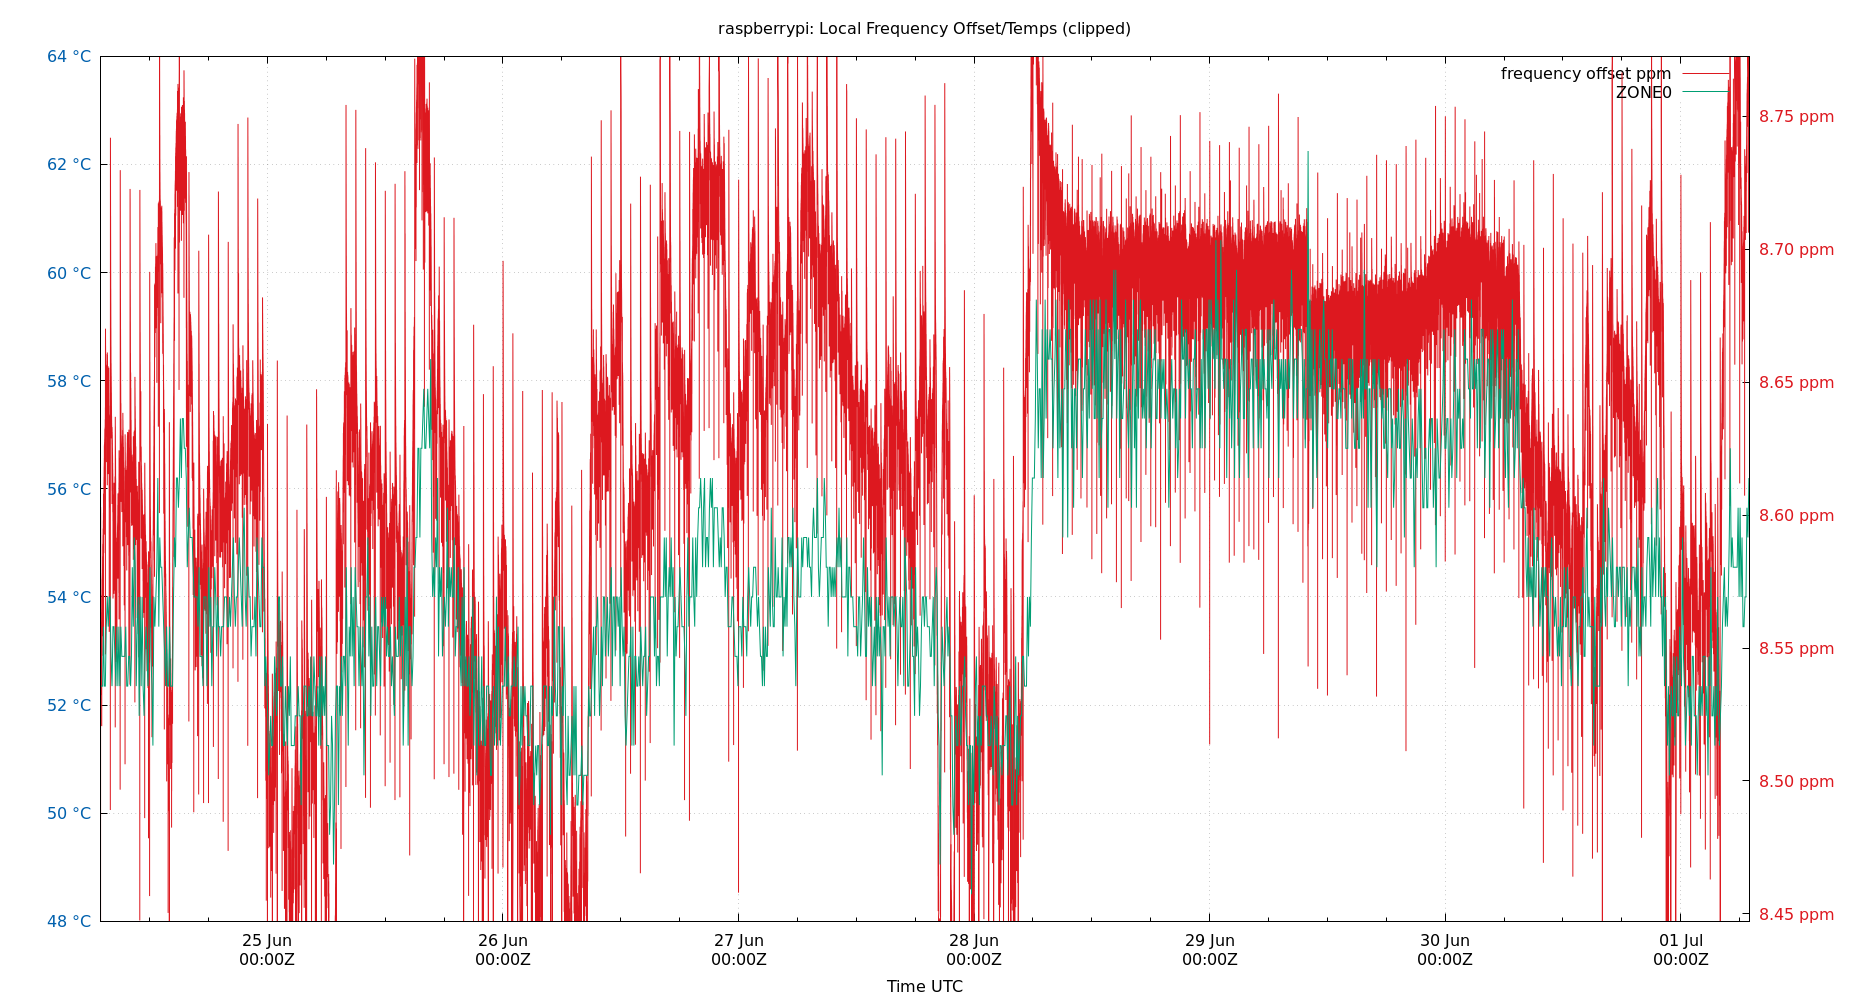 raspberrypi: Local Frequency Offset/Temps (clipped)
64 °C
62 °C
60 °C
58 °C
56 °C
54 °C
52 °C
50 °C
48 °C
frequency offset ppm
ZONE0
8.75 ppm
8.70 ppm
8.65 ppm
8.60 ppm
8.55 ppm
8.50 ppm
8.45 ppm
25 Jun
00:00Z
26 Jun
00:00Z
27 Jun
00:00Z
28 Jun
00:00Z
29 Jun
00:00Z
30 Jun
00:00Z
01 Jul
00:00Z
Time UTC